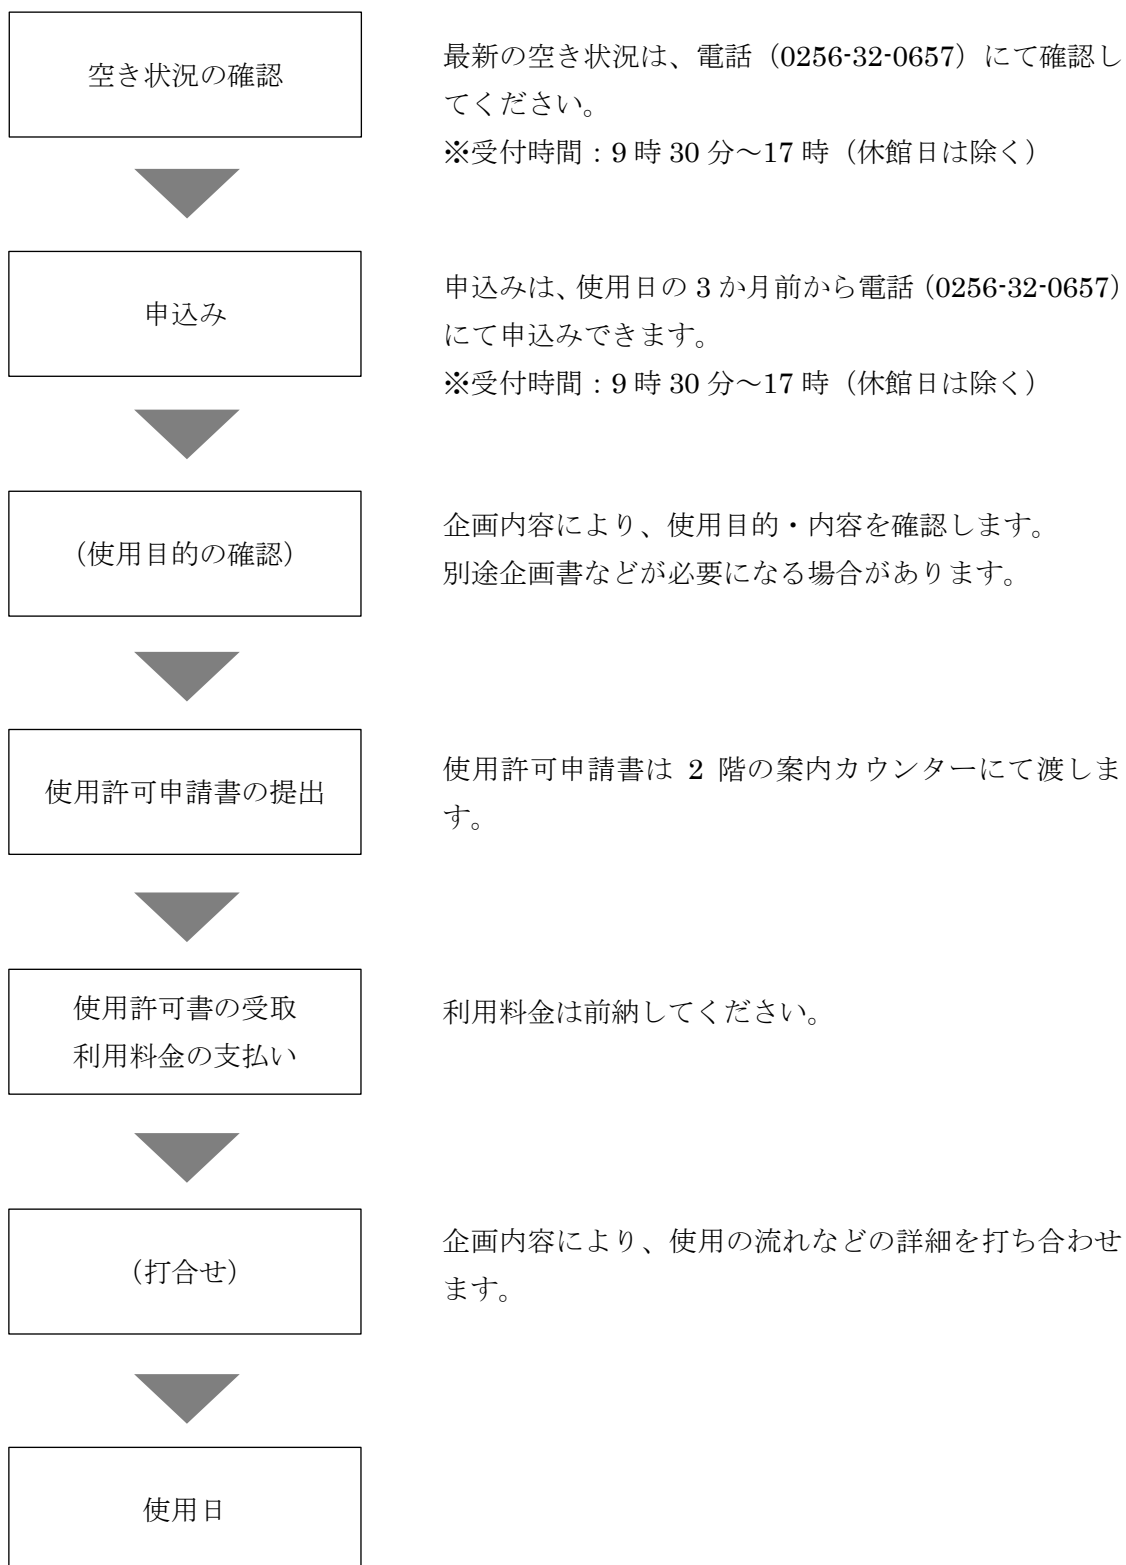 空き状況の確認
最新の空き状況は、電話（0256-32-0657）にて確認し
てください。
※受付時間：9時30分～17時（休館日は除く）
申込み
申込みは、使用日の3か月前から電話（0256-32-0657）
にて申込みできます。
※受付時間：9時30分～17時（休館日は除く）
（使用目的の確認）
企画内容により、使用目的・内容を確認します。
別途企画書などが必要になる場合があります。
使用許可申請書の提出
使用許可申請書は 2 階の案内カウンターにて渡しま
す。
使用許可書の受取
利用料金の支払い
利用料金は前納してください。
（打合せ）
企画内容により、使用の流れなどの詳細を打ち合わせ
ます。
使用日